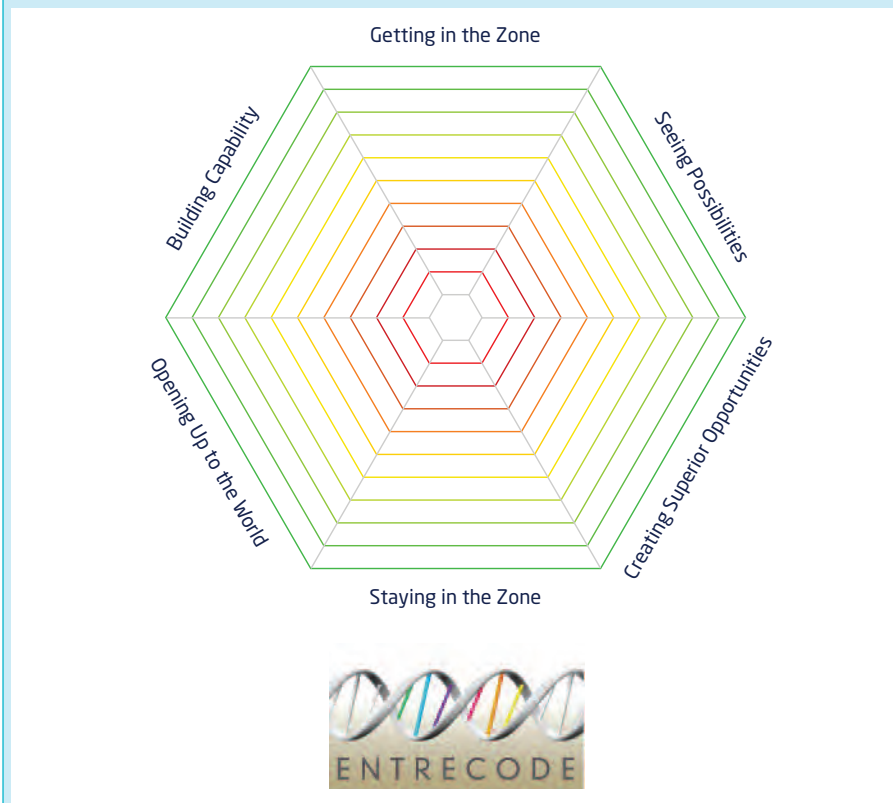 Getting in the Zone
Building Capability
Seeing Possibilities
Opening Up to the World
Creating Superior Opportunities
Staying in the Zone
ENTRECODE